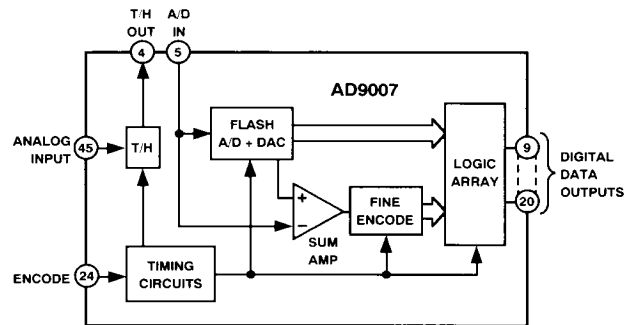 T/H
OUT
A/D
IN
4
5
AD9007
ANALOG
INPUT
45
T/H
FLASH
A/D + DAC
LOGIC
ARRAY
9
20
DIGITAL
DATA
OUTPUTS
+
−
SUM
AMP
FINE
ENCODE
ENCODE
24
TIMING
CIRCUITS